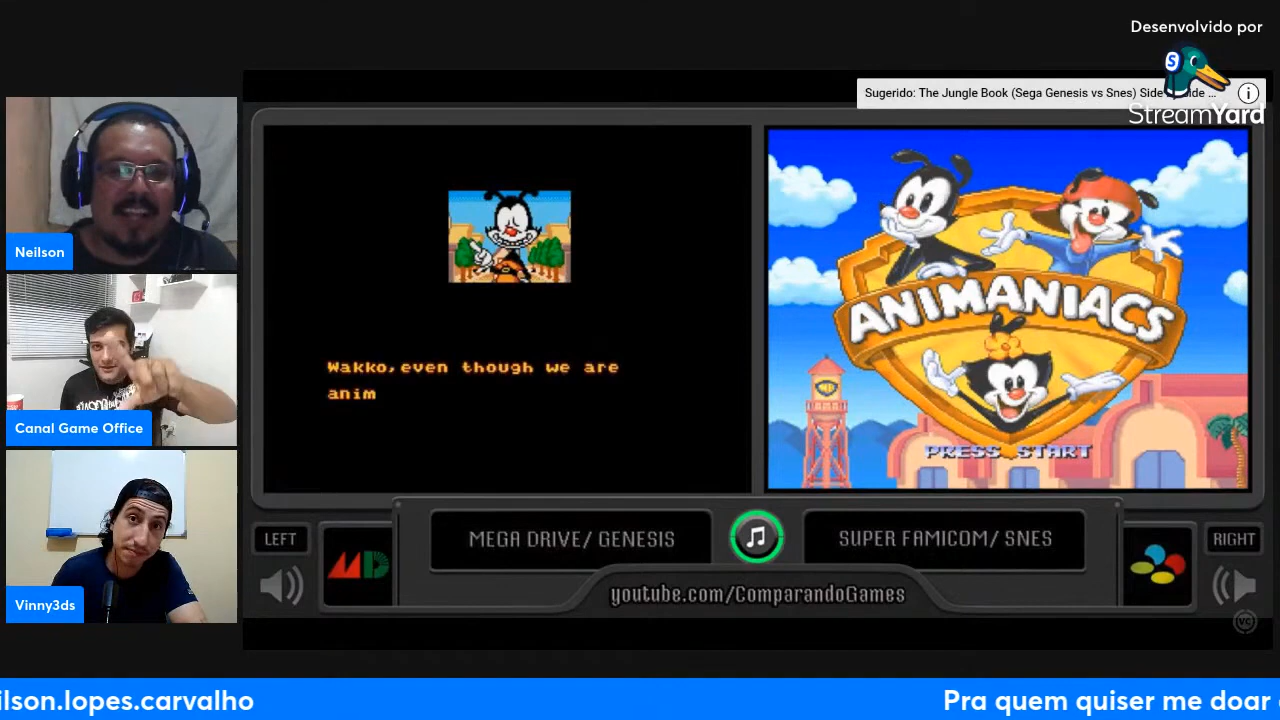 Desenvolvido por
StreamYard
Sugerido: The Jungle Book (Sega Genesis vs Snes) Side
Neilson
Canal Game Office
Vinny3ds
Wakko,even though we are
anim
ANIMANIACS
PRESS START
LEFT
MD
MEGA DRIVE/ GENESIS
SUPER FAMICOM/ SNES
RIGHT
youtube.com/ComparandoGames
ilson.lopes.carvalho
Pra quem quiser me doar